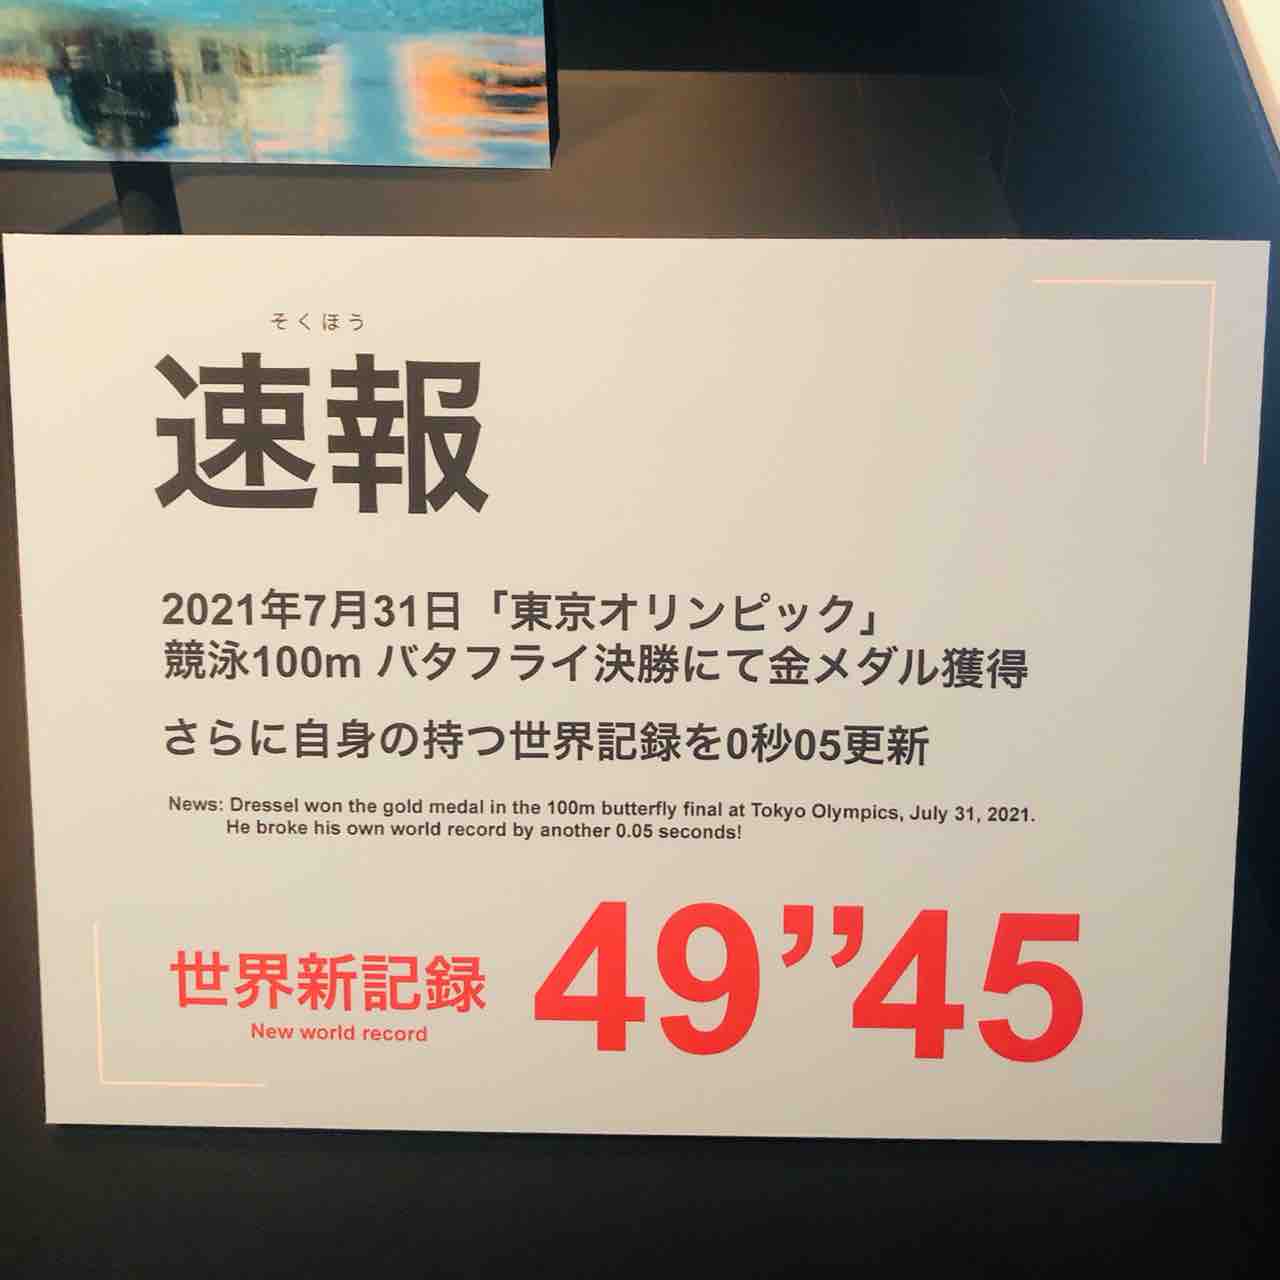 そくほう
速報
2021年7月31日「東京オリンピック」
競泳100m バタフライ決勝にて金メダル獲得
さらに自身の持つ世界記録を0秒05更新
News: Dressel won the gold medal in the 100m butterfly final at Tokyo Olympics, July 31, 2021.
He broke his own world record by another 0.05 seconds!
世界新記録 49”45
New world record